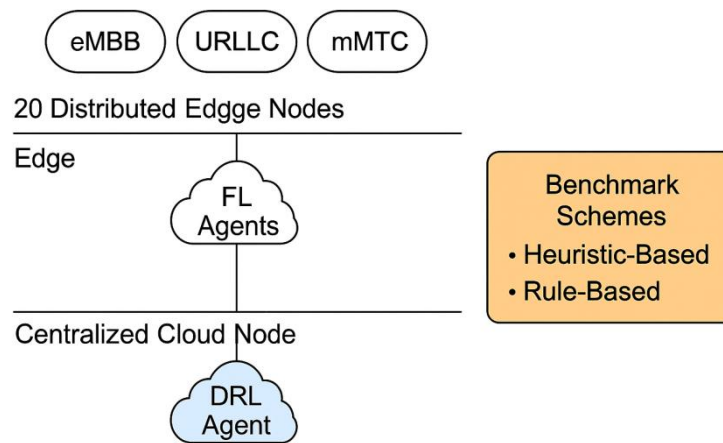 eMBB URLLC mMTC
20 Distributed Edgge Nodes
Edge
FL
Agents
Centralized Cloud Node
DRL
Agent
Benchmark
Schemes
• Heuristic-Based
• Rule-Based